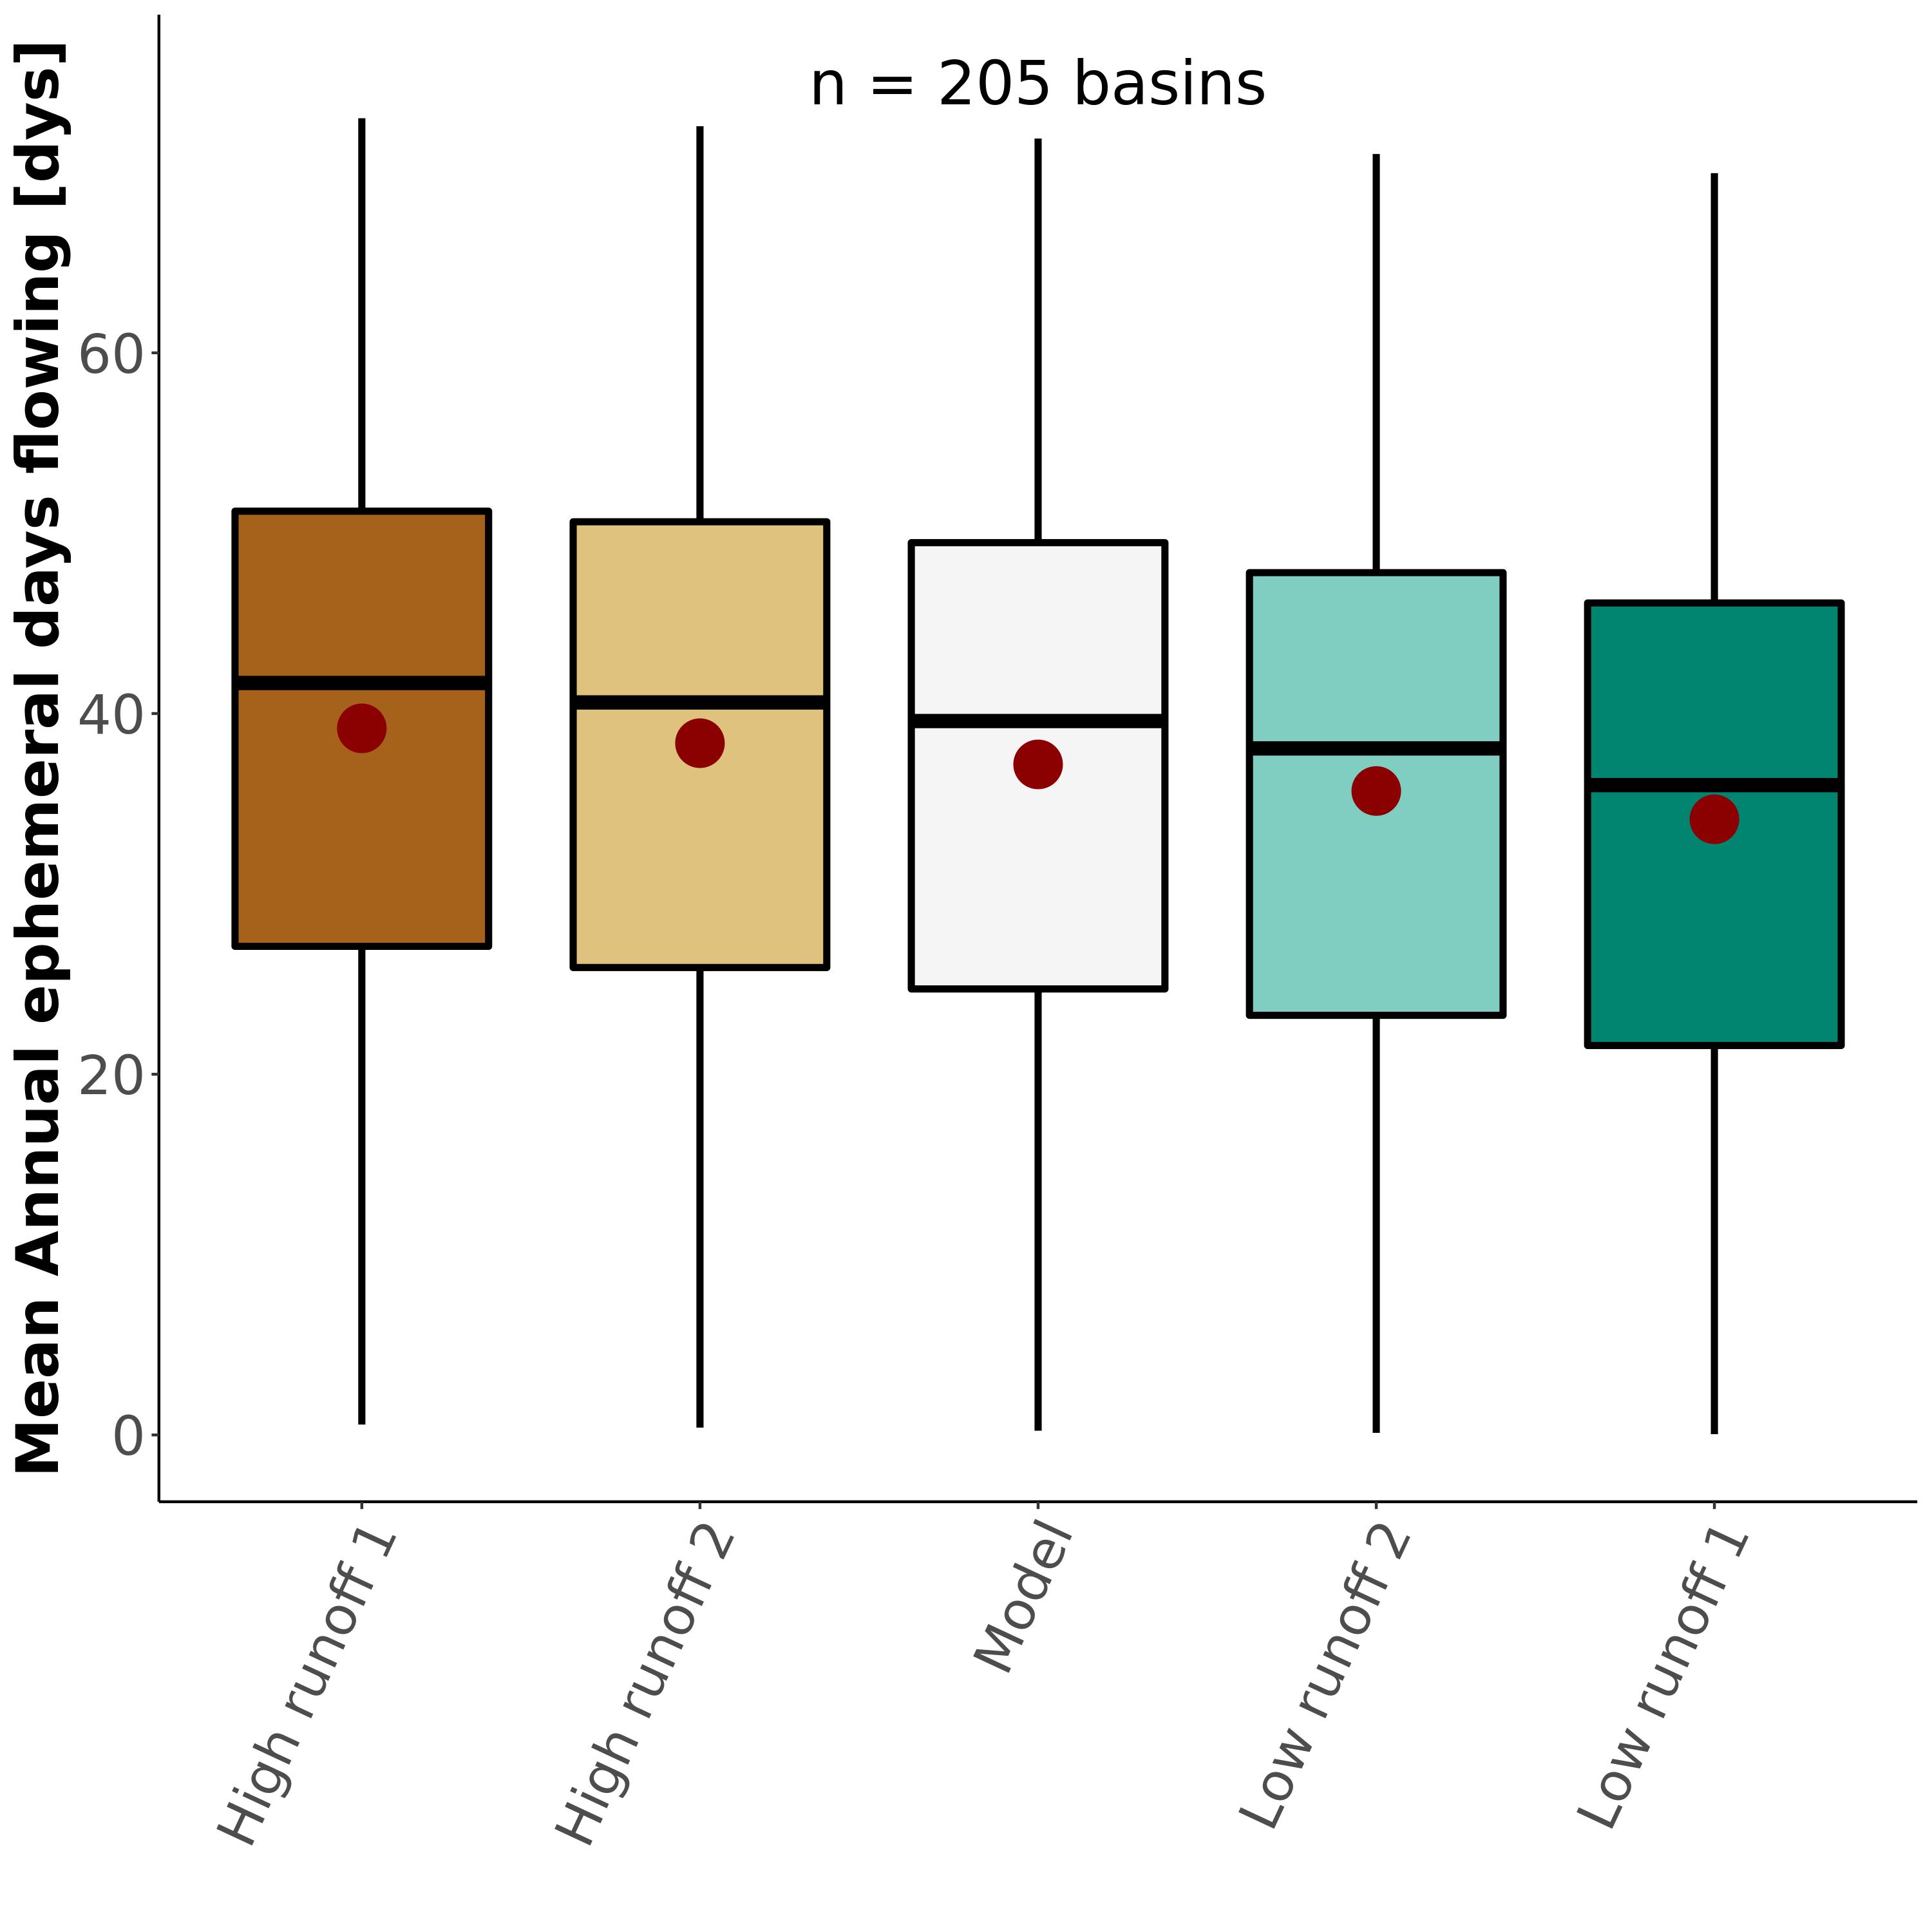 n = 205 basins
Mean Annual ephemeral days flowing [dys]
60
40
20
0
High runoff 1
High runoff 2
Model
Low runoff 2
Low runoff 1